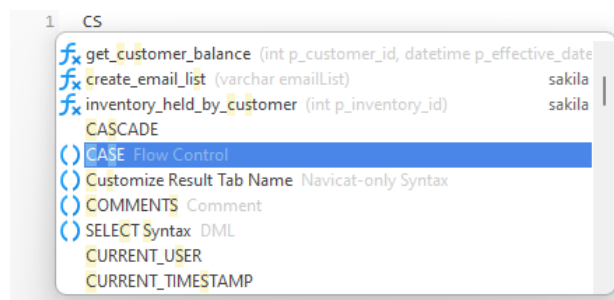 1 CS
get_customer_balance (int p_customer_id, datetime p_effective_date
create_email_list (varchar emailList) sakila
inventory_held_by_customer (int p_inventory_id) sakila
CASCADE
CASE Flow Control
Customize Result Tab Name Navicat-only Syntax
COMMENTS Comment
SELECT Syntax DML
CURRENT_USER
CURRENT_TIMESTAMP